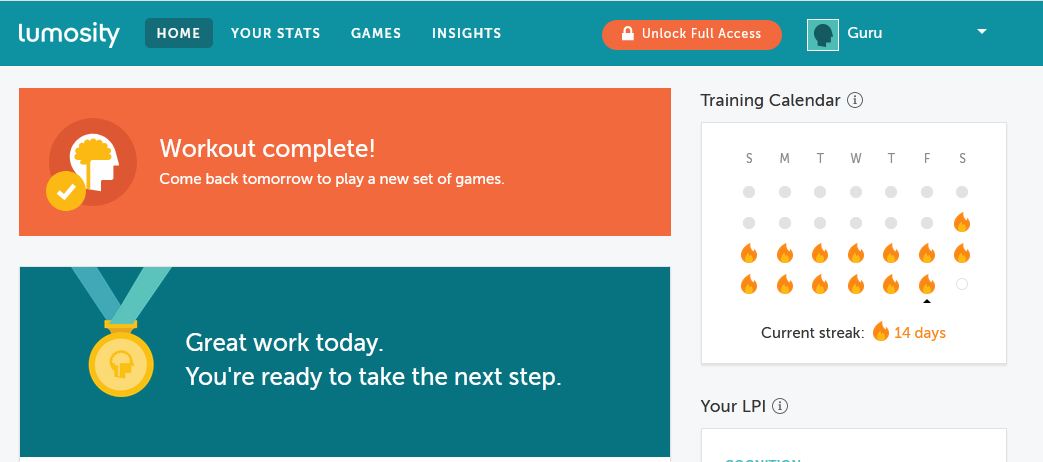 lumosity HOME YOUR STATS GAMES INSIGHTS Unlock Full Access Guru
Workout complete!
Come back tomorrow to play a new set of games.
Great work today.
You're ready to take the next step.
Training Calendar
S M T W T F S
Current streak: 14 days
Your LPI
COGNITION